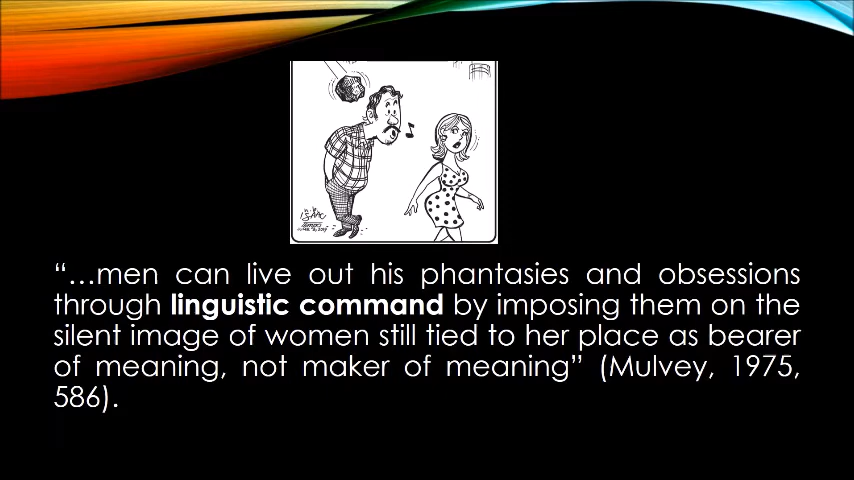 ISAAC
“…men can live out his phantasies and obsessions
through linguistic command by imposing them on the
silent image of women still tied to her place as bearer
of meaning, not maker of meaning” (Mulvey, 1975,
586).